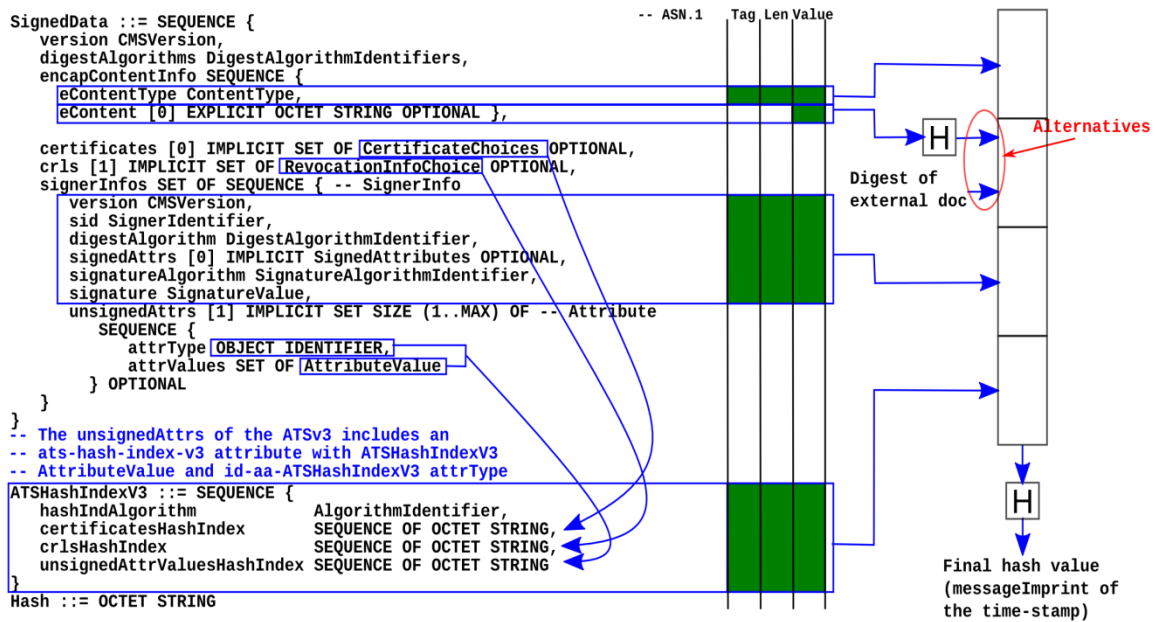 -- ASN.1 Tag Len Value
SignedData ::= SEQUENCE {
version CMSVersion,
digestAlgorithms DigestAlgorithmIdentifiers,
encapContentInfo SEQUENCE {
eContentType ContentType,
eContent [0] EXPLICIT OCTET STRING OPTIONAL },
certificates [0] IMPLICIT SET OF CertificateChoices OPTIONAL,
crls [1] IMPLICIT SET OF RevocationInfoChoice OPTIONAL,
signerInfos SET OF SEQUENCE { -- SignerInfo
version CMSVersion,
sid SignerIdentifier,
digestAlgorithm DigestAlgorithmIdentifier,
signedAttrs [0] IMPLICIT SignedAttributes OPTIONAL,
signatureAlgorithm SignatureAlgorithmIdentifier,
signature SignatureValue,
unsignedAttrs [1] IMPLICIT SET SIZE (1..MAX) OF -- Attribute
SEQUENCE {
attrType OBJECT IDENTIFIER,
attrValues SET OF AttributeValue
} OPTIONAL
}
}
-- The unsignedAttrs of the ATSv3 includes an
-- ats-hash-index-v3 attribute with ATSHashIndexV3
-- AttributeValue and id-aa-ATSHashIndexV3 attrType
ATSHashIndexV3 ::= SEQUENCE {
hashIndAlgorithm AlgorithmIdentifier,
certificatesHashIndex SEQUENCE OF OCTET STRING,
crlsHashIndex SEQUENCE OF OCTET STRING,
unsignedAttrValuesHashIndex SEQUENCE OF OCTET STRING
}
Hash ::= OCTET STRING
H
Alternatives
Digest of
external doc
H
Final hash value
(messageImprint of
the time-stamp)